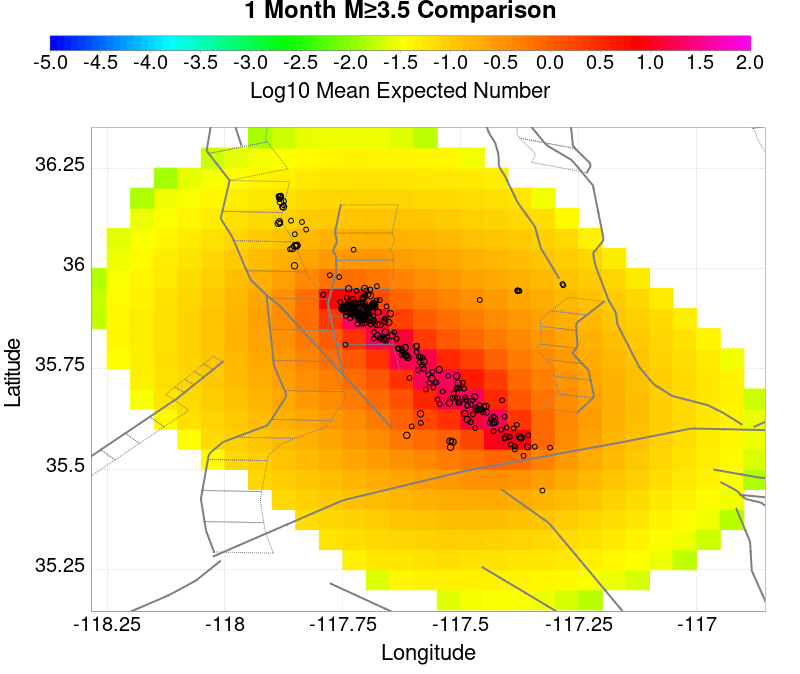 1 Month M≥3.5 Comparison
-5.0 -4.5 -4.0 -3.5 -3.0 -2.5 -2.0 -1.5 -1.0 -0.5 0.0 0.5 1.0 1.5 2.0
Log10 Mean Expected Number
36.25
36
35.75
35.5
35.25
Latitude
-118.25 -118 -117.75 -117.5 -117.25 -117
Longitude